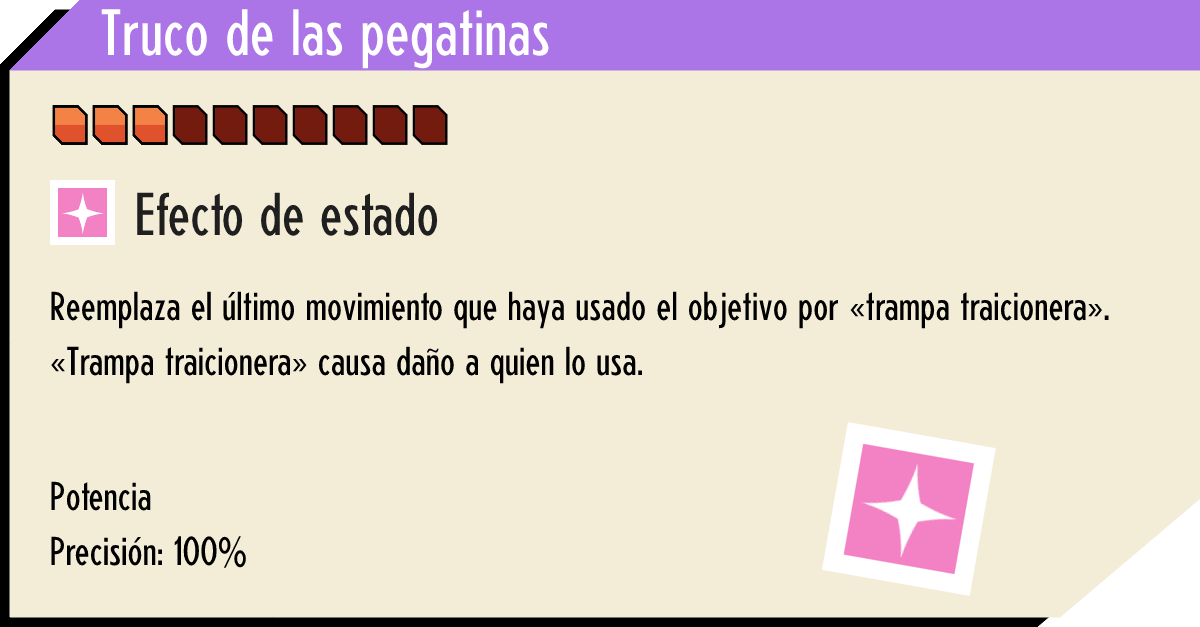 Truco de las pegatinas
Efecto de estado
Reemplaza el último movimiento que haya usado el objetivo por «trampa traicionera».
«Trampa traicionera» causa daño a quien lo usa.
Potencia
Precisión: 100%